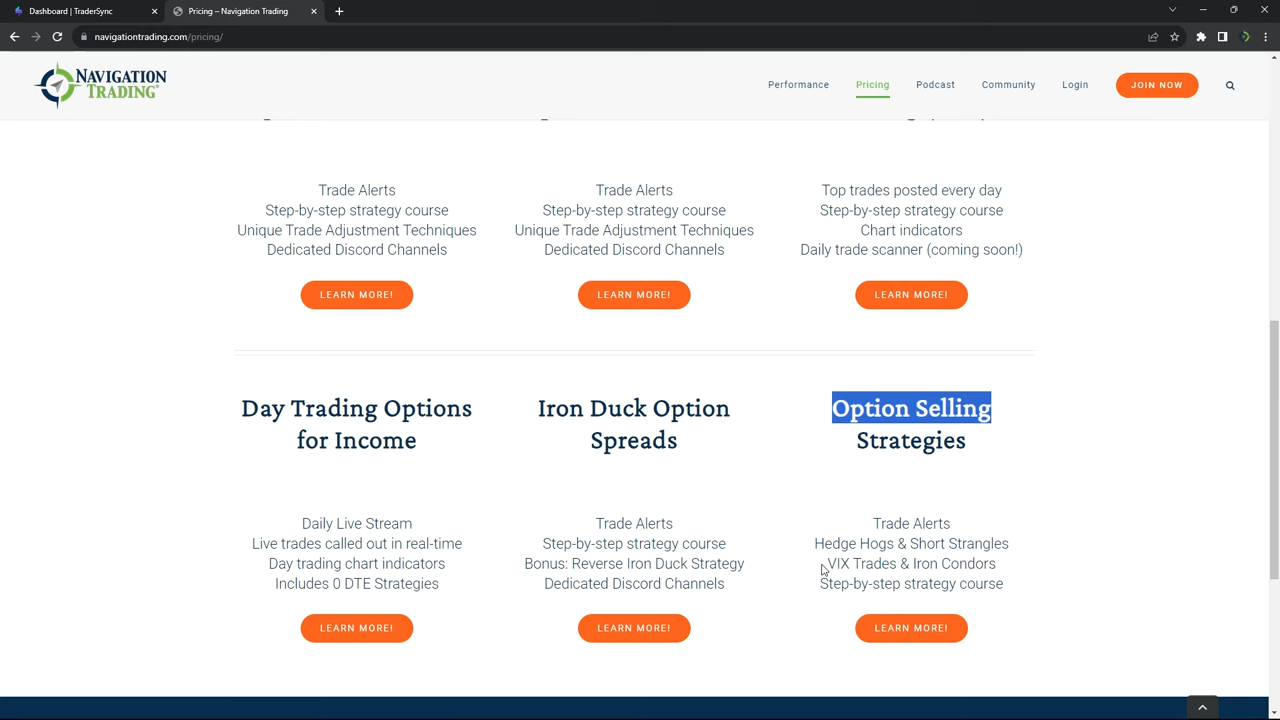 Dashboard | TraderSync
Pricing – Navigation Trading
navigationtrading.com/pricing/
NAVIGATION
TRADING
Performance
Pricing
Podcast
Community
Login
JOIN NOW
Trade Alerts
Step-by-step strategy course
Unique Trade Adjustment Techniques
Dedicated Discord Channels
LEARN MORE!
Trade Alerts
Step-by-step strategy course
Unique Trade Adjustment Techniques
Dedicated Discord Channels
LEARN MORE!
Top trades posted every day
Step-by-step strategy course
Chart indicators
Daily trade scanner (coming soon!)
LEARN MORE!
Day Trading Options
for Income
Daily Live Stream
Live trades called out in real-time
Day trading chart indicators
Includes 0 DTE Strategies
LEARN MORE!
Iron Duck Option
Spreads
Trade Alerts
Step-by-step strategy course
Bonus: Reverse Iron Duck Strategy
Dedicated Discord Channels
LEARN MORE!
Option Selling
Strategies
Trade Alerts
Hedge Hogs & Short Strangles
VIX Trades & Iron Condors
Step-by-step strategy course
LEARN MORE!